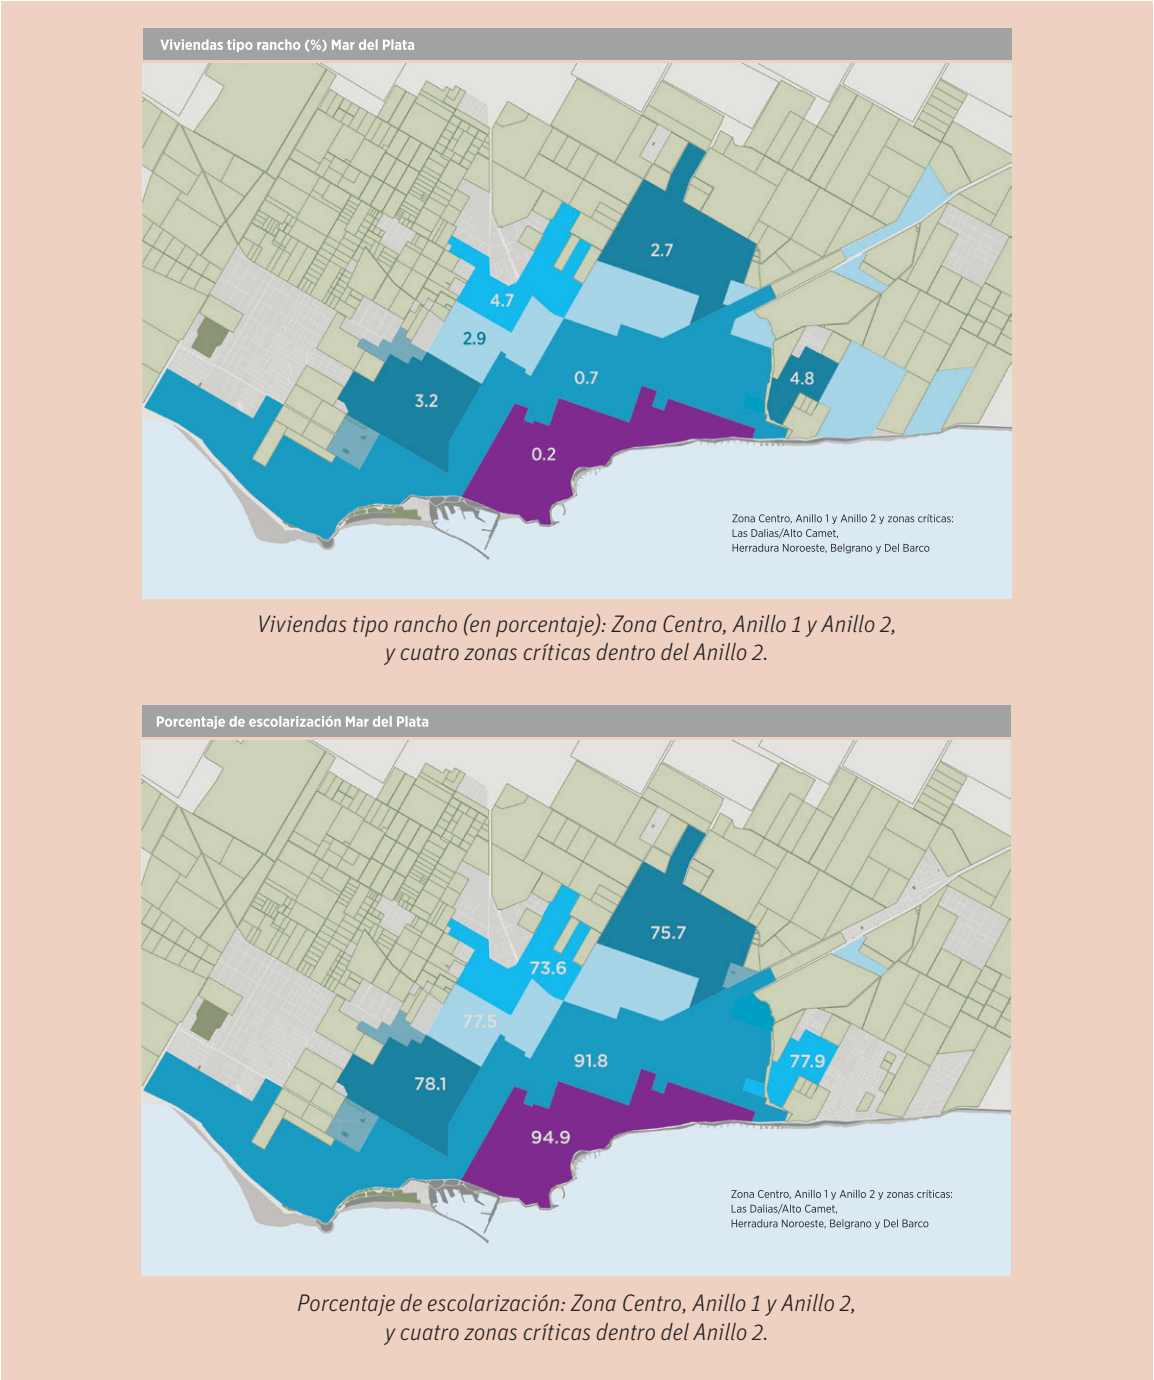 Viviendas tipo rancho (%) Mar del Plata
2.7
4.7
2.9
0.7
4.8
3.2
0.2
Zona Centro, Anillo 1 y Anillo 2 y zonas críticas:
Las Dalias/Alto Camet,
Herradura Noroeste, Belgrano y Del Barco
Viviendas tipo rancho (en porcentaje): Zona Centro, Anillo 1 y Anillo 2,
y cuatro zonas críticas dentro del Anillo 2.
Porcentaje de escolarización Mar del Plata
75.7
73.6
77.5
91.8
77.9
78.1
94.9
Zona Centro, Anillo 1 y Anillo 2 y zonas críticas:
Las Dalias/Alto Camet,
Herradura Noroeste, Belgrano y Del Barco
Porcentaje de escolarización: Zona Centro, Anillo 1 y Anillo 2,
y cuatro zonas críticas dentro del Anillo 2.